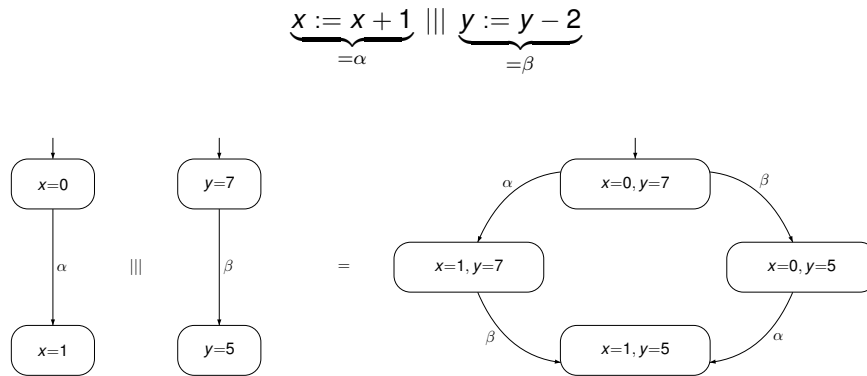 x := x + 1 ||| y := y − 2
=α =β
x=0 y=7 x=0, y=7
α β
x=1, y=7 x=0, y=5
α ||| β =
β α
x=1 y=5 x=1, y=5